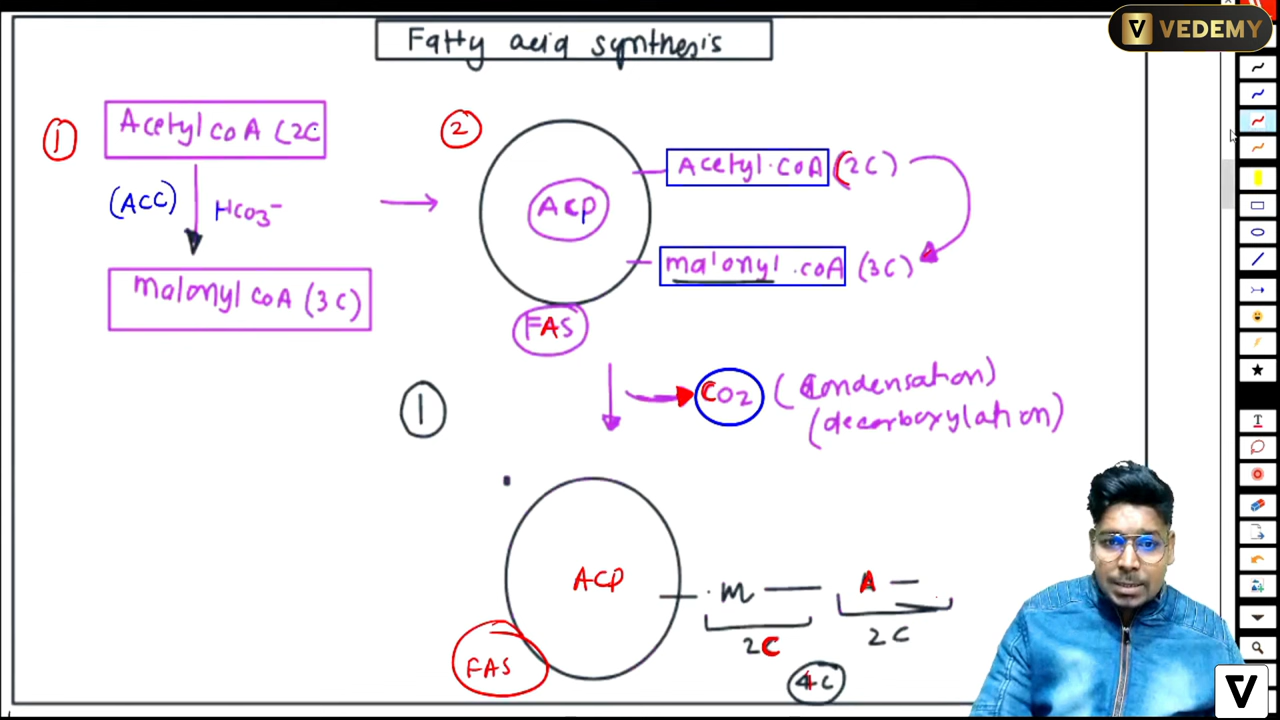 Fatty acid synthesis
VEDEMY
① Acetyl coA (2C
(ACC) HCO3⁻
malonyl coA (3C)
②
ACP
Acetyl.coA (2C)
malonyl.coA (3C)
FAS
CO2 (Condensation)
(decarboxylation)
①
ACP
m — A —
2C 2C
4C
FAS
T
V